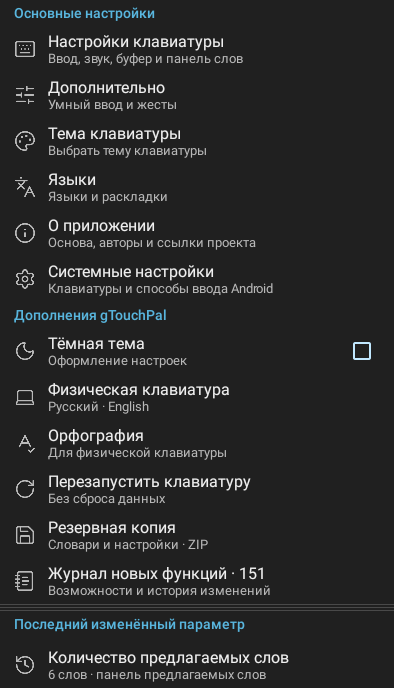 Основные настройки
Настройки клавиатуры
Ввод, звук, буфер и панель слов
Дополнительно
Умный ввод и жесты
Тема клавиатуры
Выбрать тему клавиатуры
Языки
Языки и раскладки
О приложении
Основа, авторы и ссылки проекта
Системные настройки
Клавиатуры и способы ввода Android
Дополнения gTouchPal
Тёмная тема
Оформление настроек
Физическая клавиатура
Русский · English
Орфография
Для физической клавиатуры
Перезапустить клавиатуру
Без сброса данных
Резервная копия
Словари и настройки · ZIP
Журнал новых функций · 151
Возможности и история изменений
Последний изменённый параметр
Количество предлагаемых слов
6 слов · панель предлагаемых слов